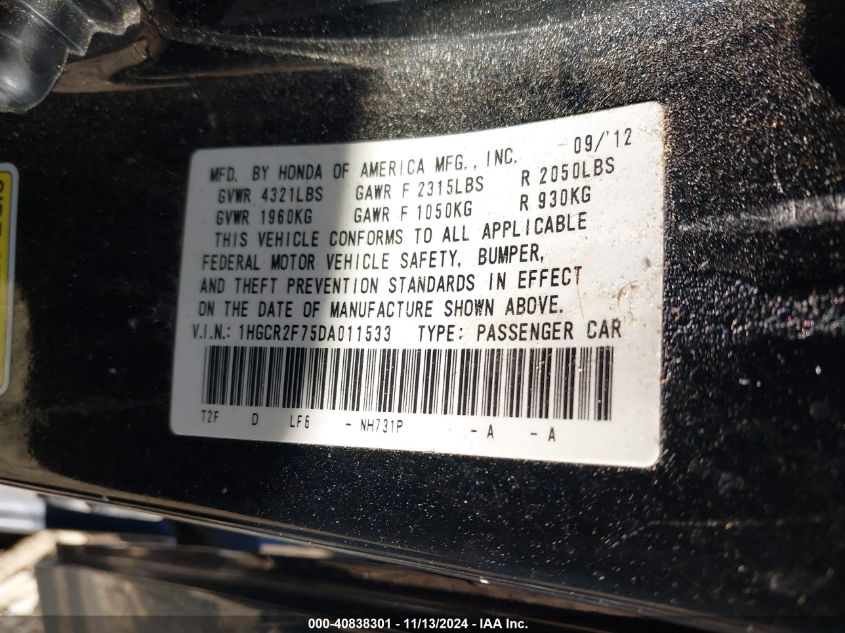 MFD. BY HONDA OF AMERICA MFG., INC. 09/'12
GVWR 4321LBS GAWR F 2315LBS R 2050LBS
GVWR 1960KG GAWR F 1050KG R 930KG
THIS VEHICLE CONFORMS TO ALL APPLICABLE
FEDERAL MOTOR VEHICLE SAFETY, BUMPER,
AND THEFT PREVENTION STANDARDS IN EFFECT
ON THE DATE OF MANUFACTURE SHOWN ABOVE.
V.I.N.: 1HGCR2F75DA011533 TYPE: PASSENGER CAR
T2F D LF6 - NH731P - A - A
000-40838301 - 11/13/2024 - IAA Inc.